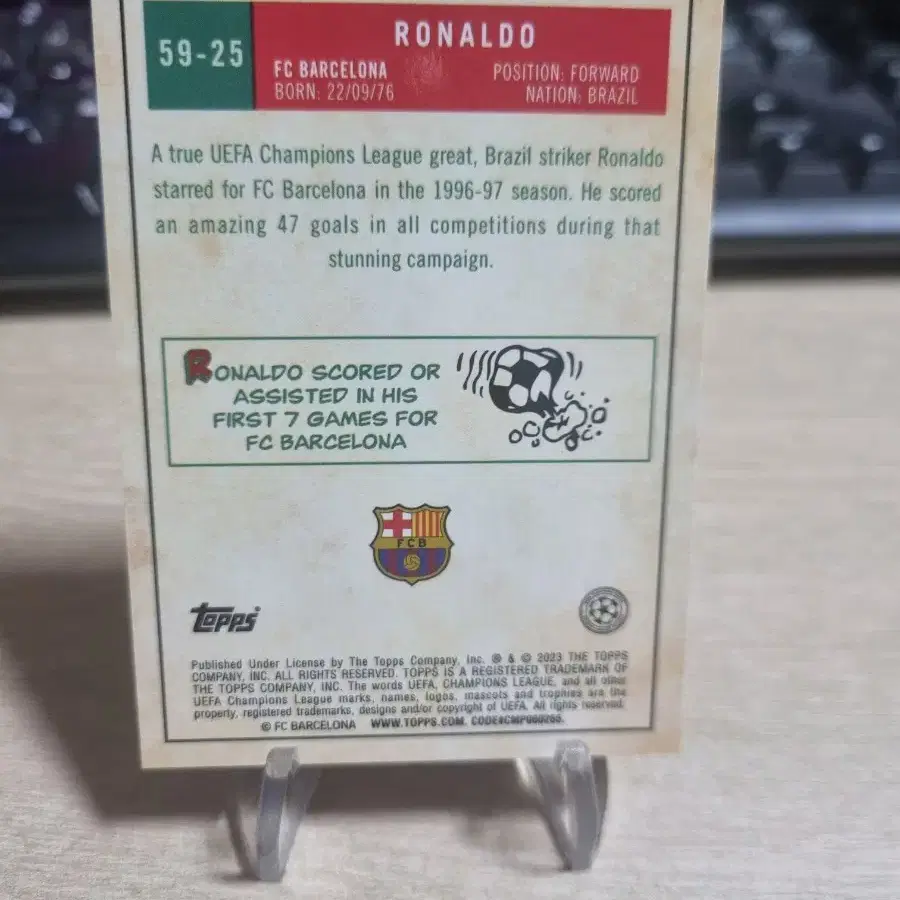 59-25
RONALDO
FC BARCELONA
BORN: 22/09/76
POSITION: FORWARD
NATION: BRAZIL
A true UEFA Champions League great, Brazil striker Ronaldo
starred for FC Barcelona in the 1996-97 season. He scored
an amazing 47 goals in all competitions during that
stunning campaign.
RONALDO SCORED OR
ASSISTED IN HIS
FIRST 7 GAMES FOR
FC BARCELONA
FCB
Topps
Published Under License by The Topps Company, Inc. ® & © 2023 THE TOPPS
COMPANY, INC. ALL RIGHTS RESERVED. TOPPS IS A REGISTERED TRADEMARK OF
THE TOPPS COMPANY, INC. The words UEFA, CHAMPIONS LEAGUE, and all other
UEFA Champions League marks, names, logos, mascots and trophies are the
property, registered trademarks, designs and/or copyright of UEFA. All rights reserved.
© FC BARCELONA WWW.TOPPS.COM.